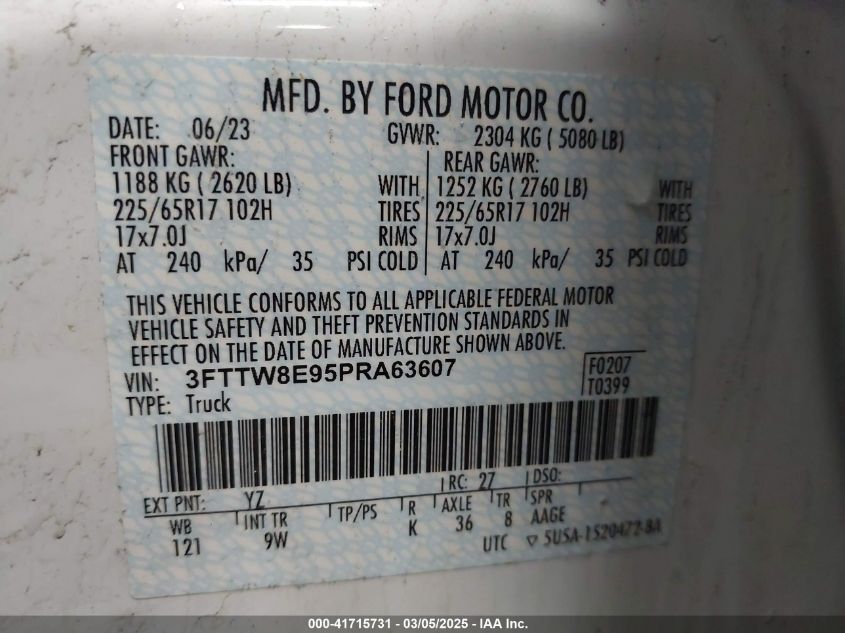 MFD. BY FORD MOTOR CO.
DATE: 06/23 GVWR: 2304 KG ( 5080 LB)
FRONT GAWR: REAR GAWR:
1188 KG ( 2620 LB) WITH 1252 KG ( 2760 LB) WITH
225/65R17 102H TIRES 225/65R17 102H TIRES
17x7.0J RIMS 17x7.0J RIMS
AT 240 kPa/ 35 PSI COLD AT 240 kPa/ 35 PSI COLD
THIS VEHICLE CONFORMS TO ALL APPLICABLE FEDERAL MOTOR
VEHICLE SAFETY AND THEFT PREVENTION STANDARDS IN
EFFECT ON THE DATE OF MANUFACTURE SHOWN ABOVE.
VIN: 3FTTW8E95PRA63607 F0207
TYPE: Truck T0399
EXT PNT: YZ RC: 27 DSO:
WB INT TR TP/PS R AXLE TR SPR
121 9W K 36 8 AAGE
UTC ▽ 5USA-1520472-BA
000-41715731 - 03/05/2025 - IAA Inc.